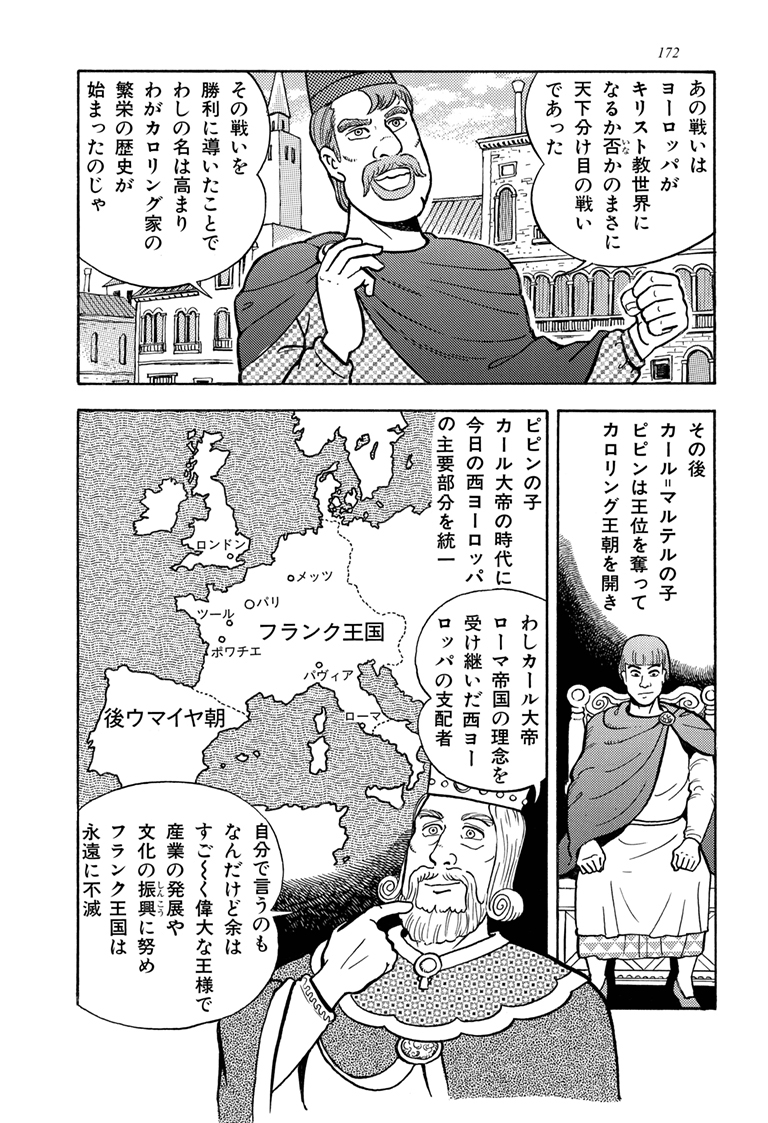 172
あの戦いは
ヨーロッパが
キリスト教世界に
なるか否かのまさに
いな
天下分け目の戦い
であった
その戦いを
勝利に導いたことで
わしの名は高まり
わがカロリング家の
繁栄の歴史が
始まったのじゃ
その後
カール＝マルテルの子
ピピンは王位を奪って
カロリング王朝を開き
ピピンの子
カール大帝の時代に
今日の西ヨーロッパ
の主要部分を統一
わしカール大帝
ローマ帝国の理念を
受け継いだ西ヨー
ロッパの支配者
ロンドン
メッツ
パリ
ツール
フランク王国
ポワチエ
パヴィア
後ウマイヤ朝
ローマ
自分で言うのも
なんだけど余は
すご〜く偉大な王様で
産業の発展や
文化の振興に努め
しんこう
フランク王国は
永遠に不滅